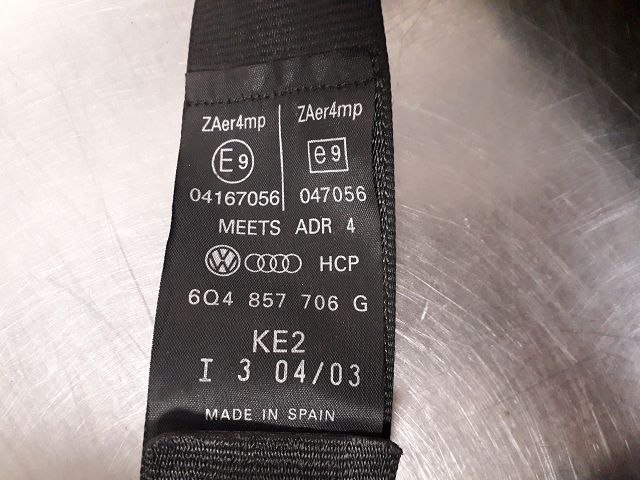 ZAer4mp ZAer4mp
E9 e9
04167056 047056
MEETS ADR 4
VW HCP
6Q4 857 706 G
KE2
I 3 04/03
MADE IN SPAIN